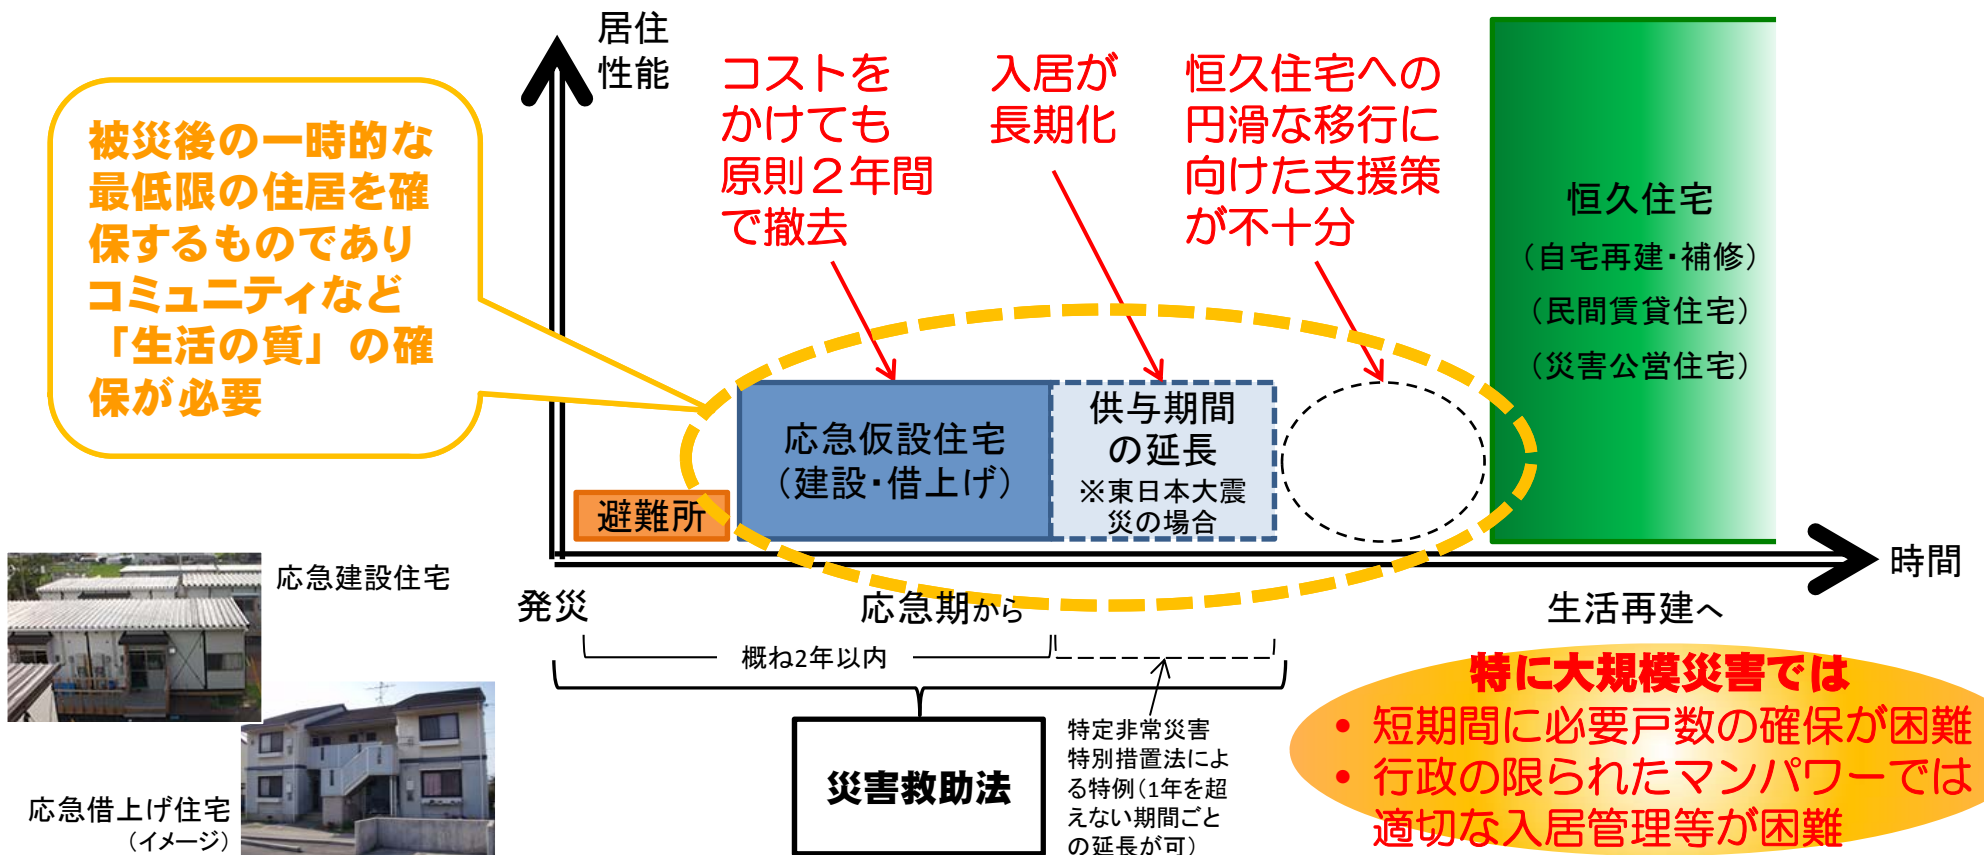 居住
性能
被災後の一時的な
最低限の住居を確
保するものであり
コミュニティなど
「生活の質」の確
保が必要
コストを
かけても
原則２年間
で撤去
入居が
長期化
恒久住宅への
円滑な移行に
向けた支援策
が不十分
恒久住宅
（自宅再建・補修）
（民間賃貸住宅）
（災害公営住宅）
避難所
応急仮設住宅
（建設・借上げ）
供与期間
の延長
※東日本大震
災の場合
時間
発災
応急期から
生活再建へ
概ね2年以内
災害救助法
特定非常災害
特別措置法によ
る特例（1年を超
えない期間ごと
の延長が可）
応急建設住宅
応急借上げ住宅
（イメージ）
特に大規模災害では
• 短期間に必要戸数の確保が困難
• 行政の限られたマンパワーでは
適切な入居管理等が困難